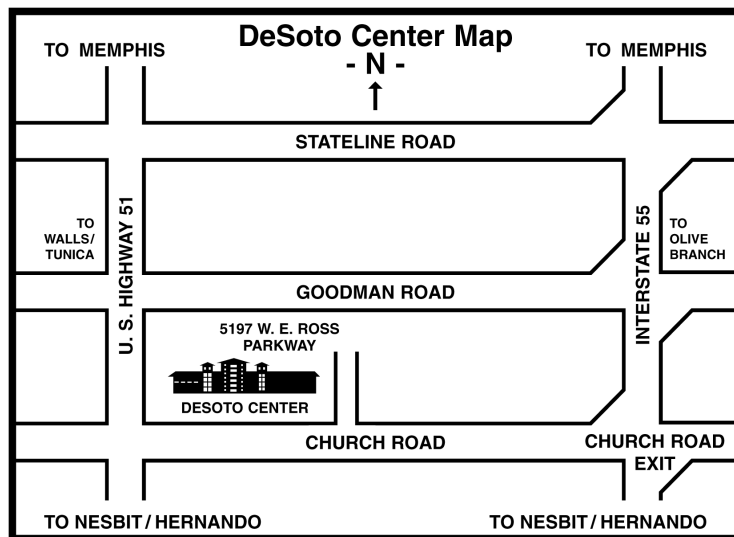 DeSoto Center Map
- N -
TO MEMPHIS
TO MEMPHIS
STATELINE ROAD
U. S. HIGHWAY 51
INTERSTATE 55
TO
WALLS/
TUNICA
TO
OLIVE
BRANCH
GOODMAN ROAD
5197 W. E. ROSS
PARKWAY
DESOTO CENTER
CHURCH ROAD
CHURCH ROAD
EXIT
TO NESBIT / HERNANDO
TO NESBIT / HERNANDO